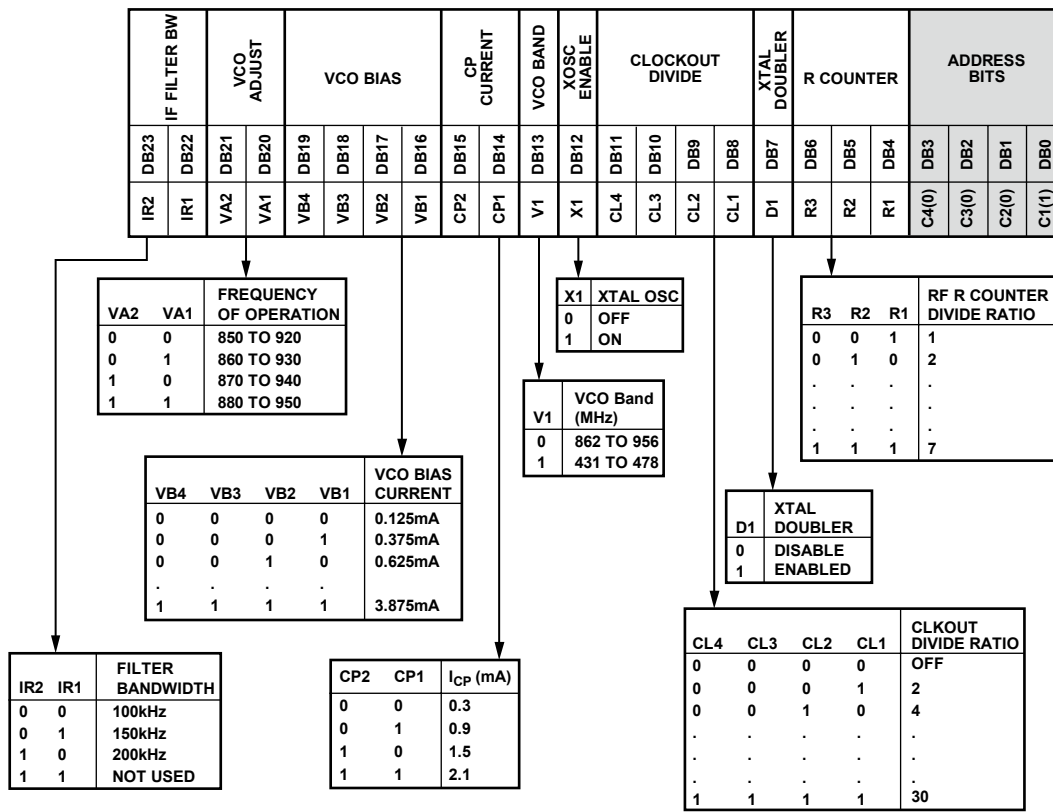 IF FILTER BW
VCO ADJUST
VCO BIAS
CP CURRENT
VCO BAND
XOSC ENABLE
CLOCKOUT DIVIDE
XTAL DOUBLER
R COUNTER
ADDRESS BITS
DB23 DB22 DB21 DB20 DB19 DB18 DB17 DB16 DB15 DB14 DB13 DB12 DB11 DB10 DB9 DB8 DB7 DB6 DB5 DB4 DB3 DB2 DB1 DB0
IR2 IR1 VA2 VA1 VB4 VB3 VB2 VB1 CP2 CP1 V1 X1 CL4 CL3 CL2 CL1 D1 R3 R2 R1 C4(0) C3(0) C2(0) C1(1)
VA2 VA1 FREQUENCY OF OPERATION
0 0 850 TO 920
0 1 860 TO 930
1 0 870 TO 940
1 1 880 TO 950
X1 XTAL OSC
0 OFF
1 ON
R3 R2 R1 RF R COUNTER DIVIDE RATIO
0 0 1 1
0 1 0 2
. . . .
. . . .
. . . .
1 1 1 7
V1 VCO Band (MHz)
0 862 TO 956
1 431 TO 478
VB4 VB3 VB2 VB1 VCO BIAS CURRENT
0 0 0 0 0.125mA
0 0 0 1 0.375mA
0 0 1 0 0.625mA
. . . .
1 1 1 1 3.875mA
D1 XTAL DOUBLER
0 DISABLE
1 ENABLED
IR2 IR1 FILTER BANDWIDTH
0 0 100kHz
0 1 150kHz
1 0 200kHz
1 1 NOT USED
CP2 CP1 ICP (mA)
0 0 0.3
0 1 0.9
1 0 1.5
1 1 2.1
CL4 CL3 CL2 CL1 CLKOUT DIVIDE RATIO
0 0 0 0 OFF
0 0 0 1 2
0 0 1 0 4
. . . . .
. . . . .
. . . . .
1 1 1 1 30